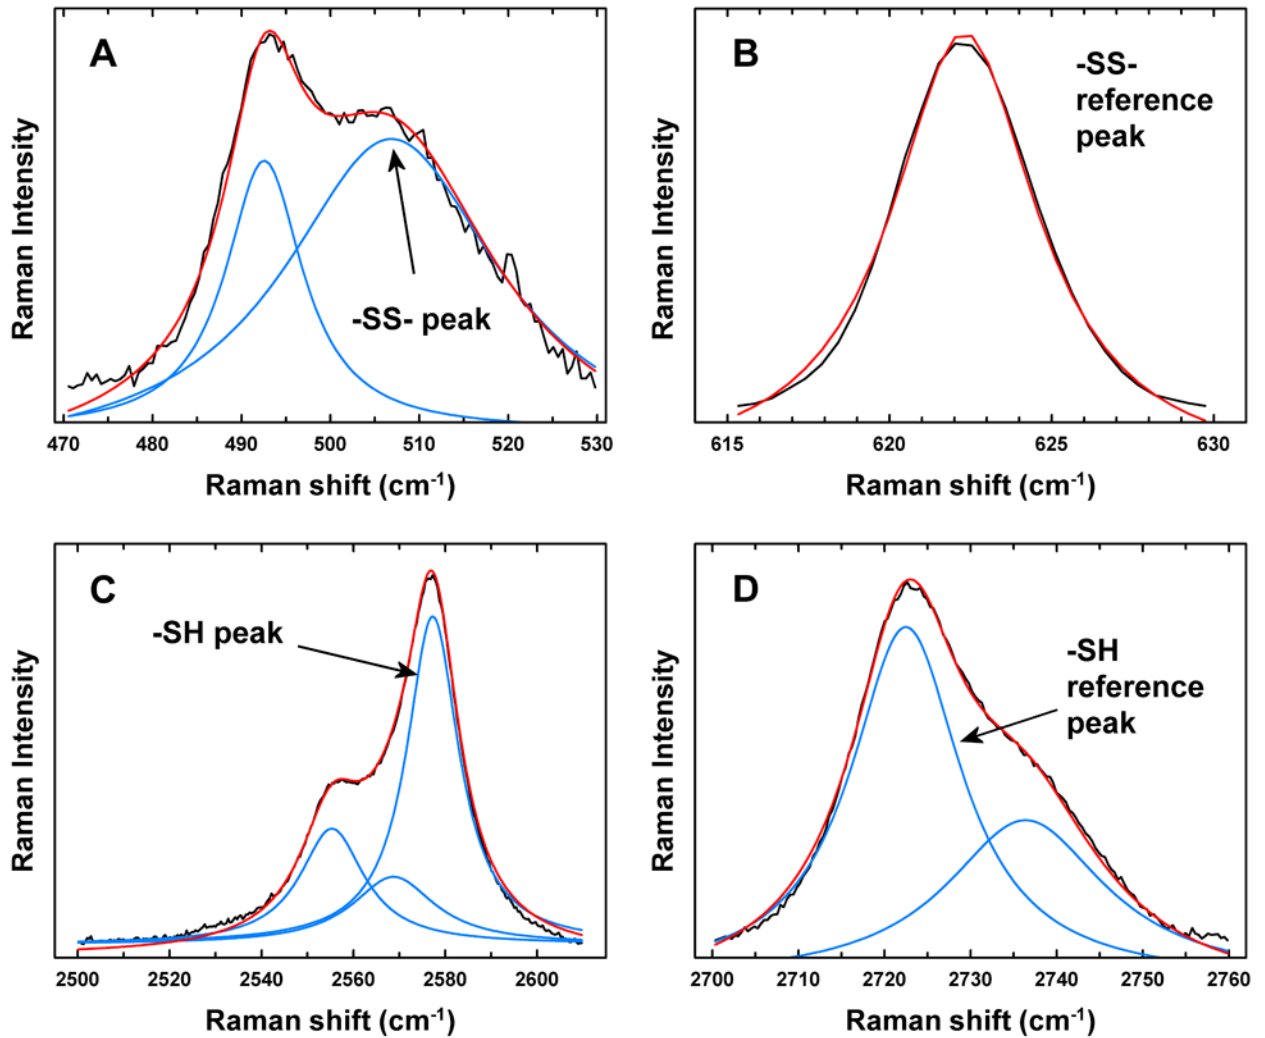 A
-SS- peak
Raman Intensity
470 480 490 500 510 520 530
Raman shift (cm-1)
B
-SS-
reference
peak
Raman Intensity
615 620 625 630
Raman shift (cm-1)
C
-SH peak
Raman Intensity
2500 2520 2540 2560 2580 2600
Raman shift (cm-1)
D
-SH
reference
peak
Raman Intensity
2700 2710 2720 2730 2740 2750 2760
Raman shift (cm-1)